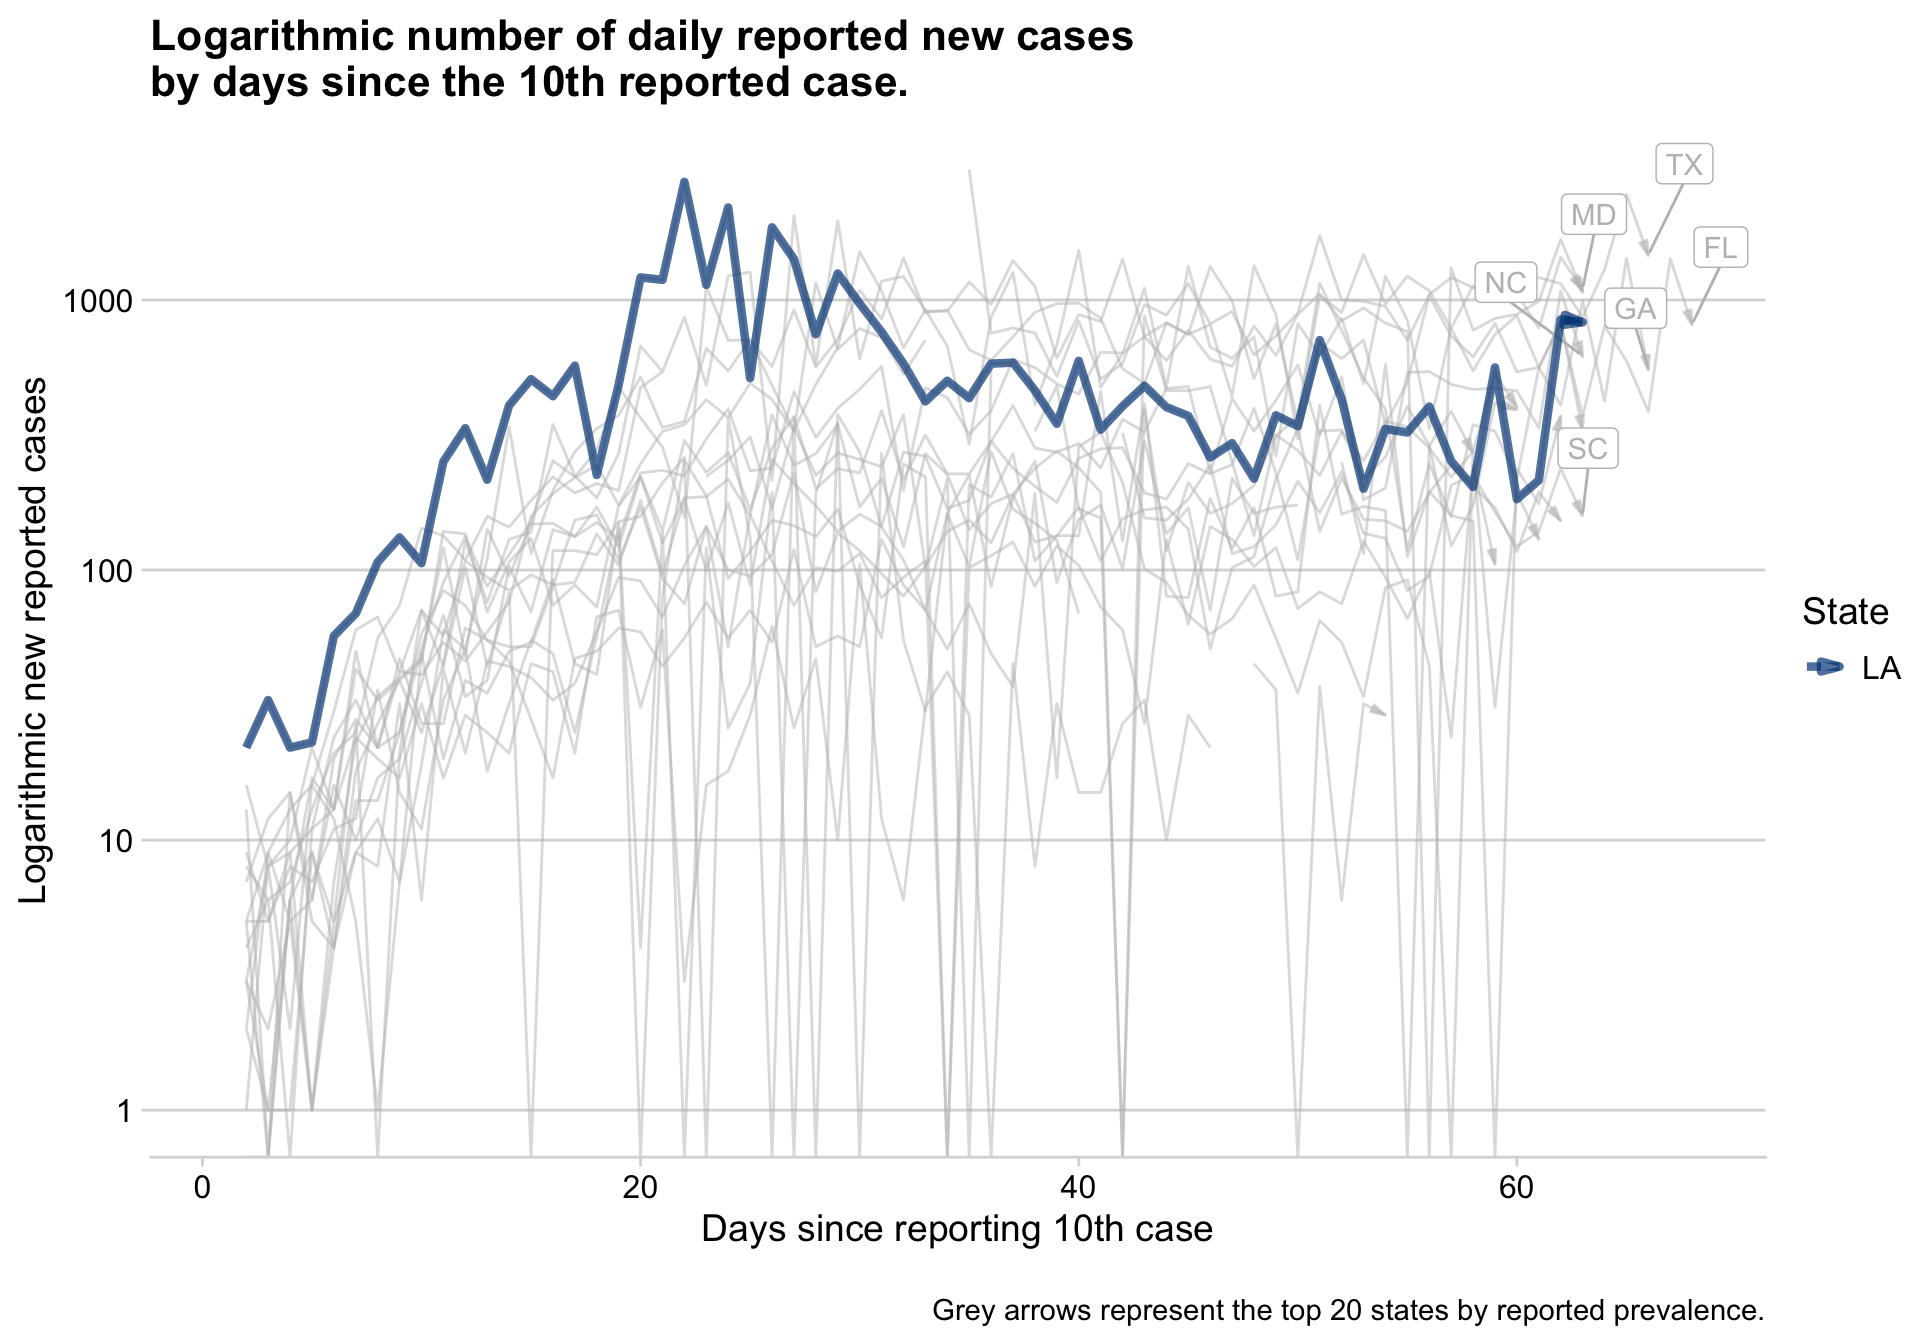 Logarithmic number of daily reported new cases
by days since the 10th reported case.
TX
MD
FL
NC
GA
SC
1000
100
10
1
Logarithmic new reported cases
State
LA
0
20
40
60
Days since reporting 10th case
Grey arrows represent the top 20 states by reported prevalence.